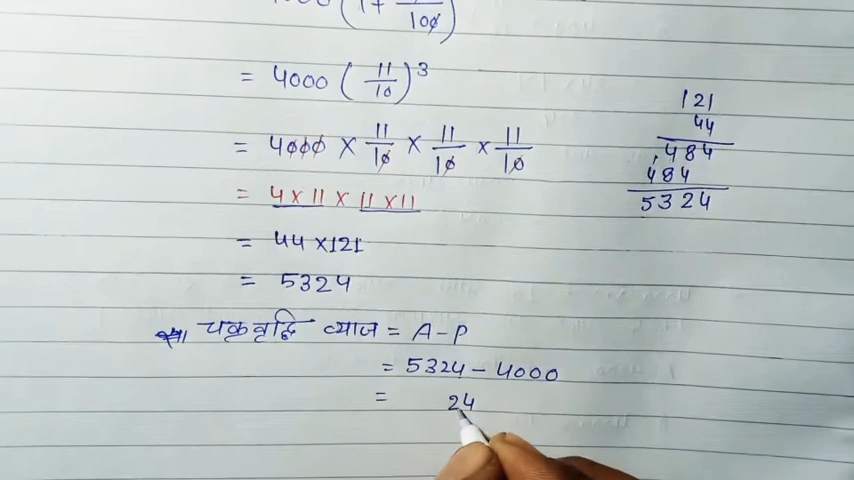 = 4000 ( 11/10 )³
= 4000 × 11/10 × 11/10 × 11/10
= 4 × 11 × 11 × 11
= 44 × 121
= 5324
चक्रवृद्धि व्याज = A - P
= 5324 - 4000
= 24
121
44
484
484
5324